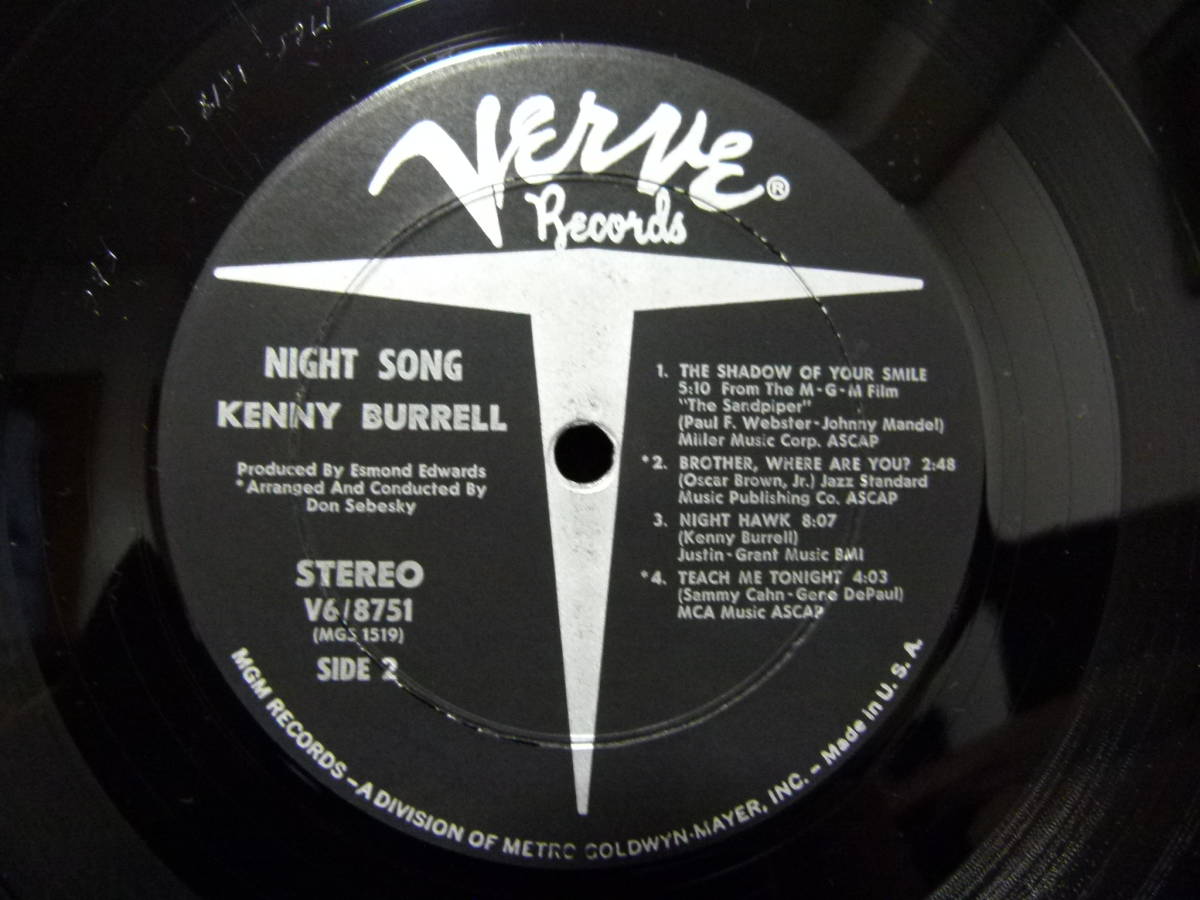 Verve ®
Records
NIGHT SONG
KENNY BURRELL
Produced By Esmond Edwards
*Arranged And Conducted By
Don Sebesky
STEREO
V6/8751
(MGS 1519)
SIDE 2
1. THE SHADOW OF YOUR SMILE
5:10 From The M-G-M Film
"The Sandpiper"
(Paul F. Webster-Johnny Mandel)
Miller Music Corp. ASCAP
*2. BROTHER, WHERE ARE YOU? 2:48
(Oscar Brown, Jr.) Jazz Standard
Music Publishing Co. ASCAP
3. NIGHT HAWK 8:07
(Kenny Burrell)
Justin-Grant Music BMI
*4. TEACH ME TONIGHT 4:03
(Sammy Cahn-Gene DePaul)
MCA Music ASCAP
MGM RECORDS – A DIVISION OF METRO GOLDWYN-MAYER, INC. – Made in U. S. A.